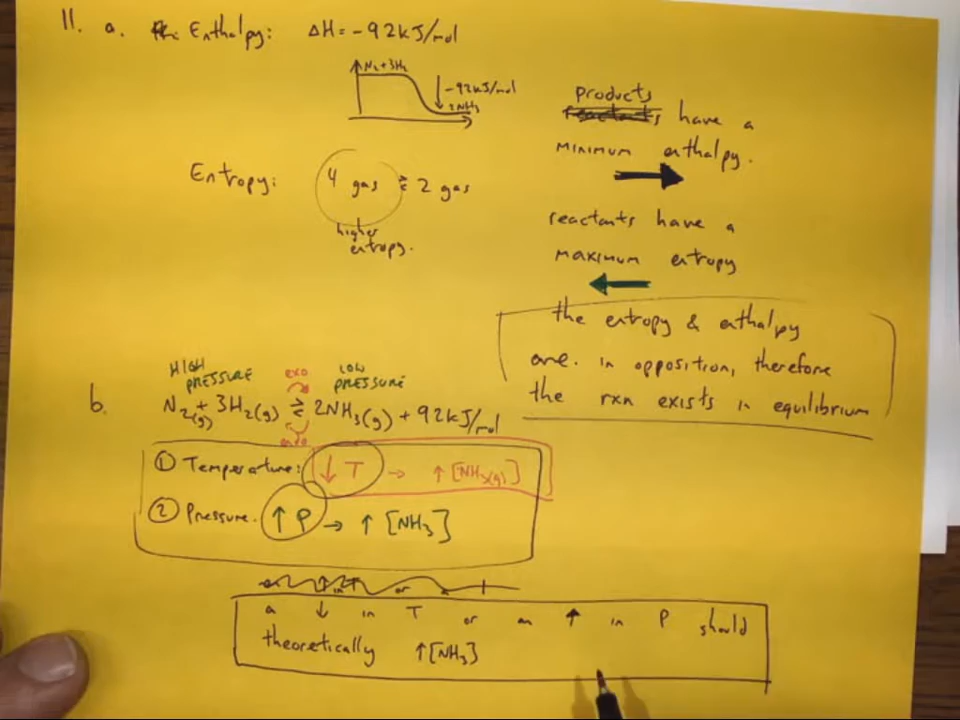 11. a. Enthalpy: ΔH = -92kJ/mol
N₂+3H₂
-92kJ/mol
2NH₃
products
reactants have a
minimum enthalpy.
Entropy: 4 gas ⇌ 2 gas
higher
entropy.
reactants have a
maximum entropy
the entropy & enthalpy
are. in opposition, therefore
the rxn exists in equilibrium
HIGH PRESSURE exo LOW PRESSURE
b. N₂(g) + 3H₂(g) ⇌ 2NH₃(g) + 92kJ/mol
endo
① Temperature: ↓ T → ↑ [NH₃(g)]
② Pressure. ↑ P → ↑ [NH₃]
a ↓ in T or an ↑ in P should
theoretically ↑[NH₃]